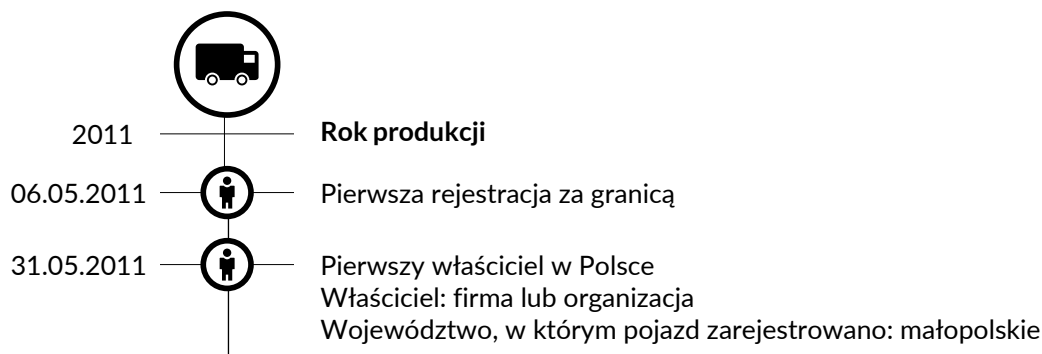 2011 Rok produkcji
06.05.2011 Pierwsza rejestracja za granicą
31.05.2011 Pierwszy właściciel w Polsce
Właściciel: firma lub organizacja
Województwo, w którym pojazd zarejestrowano: małopolskie